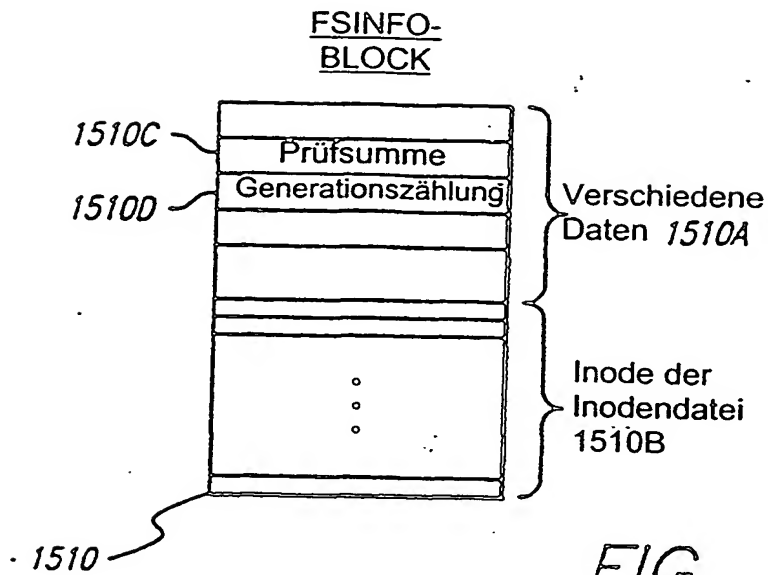 FSINFO-
BLOCK
1510C
Prüfsumme
1510D
Generationszählung
Verschiedene
Daten 1510A
Inode der
Inodendatei
1510B
1510
FIG